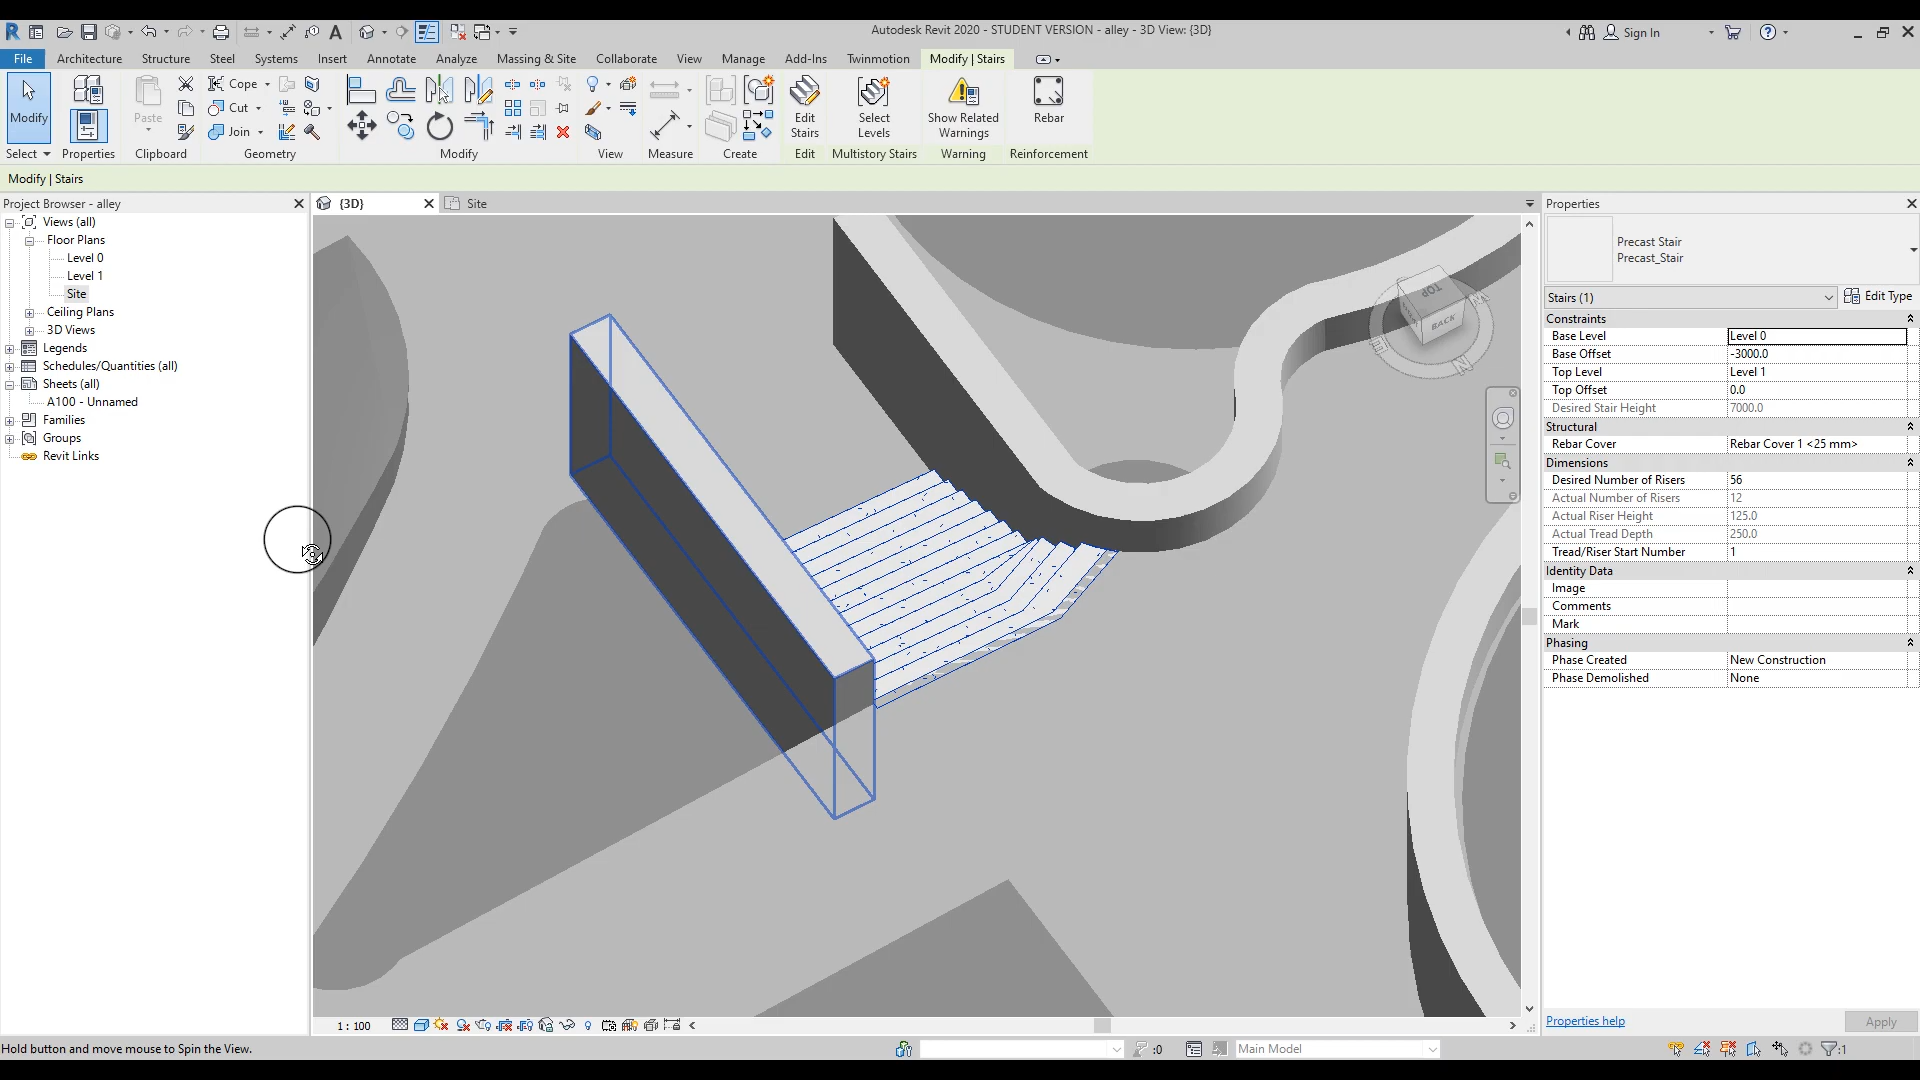 Autodesk Revit 2020 - STUDENT VERSION - alley - 3D View: {3D}
Sign In
File
Architecture
Structure
Steel
Systems
Insert
Annotate
Analyze
Massing & Site
Collaborate
View
Manage
Add-Ins
Twinmotion
Modify | Stairs
Modify
Paste
Cope
Cut
Join
Edit Stairs
Select Levels
Show Related Warnings
Rebar
Select
Properties
Clipboard
Geometry
Modify
View
Measure
Create
Edit
Multistory Stairs
Warning
Reinforcement
Modify | Stairs
Project Browser - alley
Views (all)
Floor Plans
Level 0
Level 1
Site
Ceiling Plans
3D Views
Legends
Schedules/Quantities (all)
Sheets (all)
A100 - Unnamed
Families
Groups
Revit Links
{3D}
Site
TOP
BACK
N
E
1 : 100
Properties
Precast Stair
Precast_Stair
Stairs (1)
Edit Type
Constraints
Base Level Level 0
Base Offset -3000.0
Top Level Level 1
Top Offset 0.0
Desired Stair Height 7000.0
Structural
Rebar Cover Rebar Cover 1 <25 mm>
Dimensions
Desired Number of Risers 56
Actual Number of Risers 12
Actual Riser Height 125.0
Actual Tread Depth 250.0
Tread/Riser Start Number 1
Identity Data
Image
Comments
Mark
Phasing
Phase Created New Construction
Phase Demolished None
Properties help
Apply
Hold button and move mouse to Spin the View.
:0
Main Model
:1